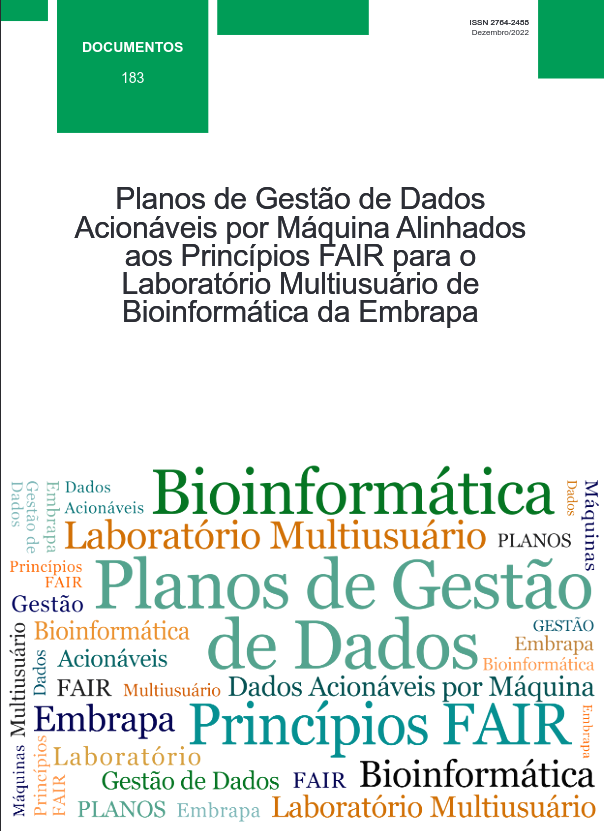 ISSN 2764-2488
Dezembro/2022
DOCUMENTOS
183
Planos de Gestão de Dados
Acionáveis por Máquina Alinhados
aos Princípios FAIR para o
Laboratório Multiusuário de
Bioinformática da Embrapa
Dados
Gestão de
Embrapa
Dados
Acionáveis
Bioinformática
Dados
Máquinas
Laboratório Multiusuário
PLANOS
Princípios
FAIR
Planos de Gestão
Gestão
Bioinformática
de Dados
GESTÃO
Embrapa
Bioinformática
Multiusuário
Dados
Acionáveis
FAIR
Multiusuário
Dados Acionáveis por Máquina
Embrapa
Princípios FAIR
Embrapa
Máquinas
Princípios
FAIR
Laboratório
Gestão de Dados
FAIR
Bioinformática
PLANOS
Embrapa
Laboratório Multiusuário